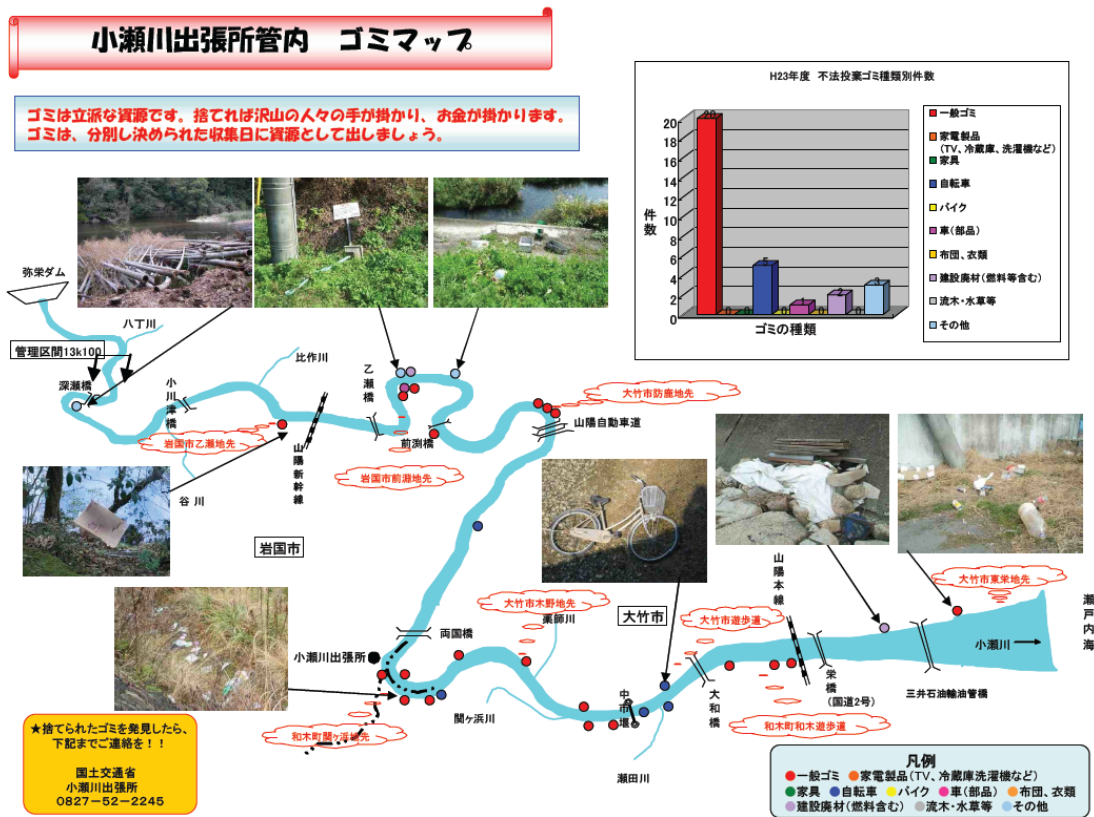 小瀬川出張所管内　ゴミマップ
ゴミは立派な資源です。捨てれば沢山の人々の手が掛かり、お金が掛かります。
ゴミは、分別し決められた収集日に資源として出しましょう。
H23年度　不法投棄ゴミ種類別件数
件数
20
18
16
14
12
10
8
6
4
2
0
20
0
0
5
0
1
0
2
0
3
ゴミの種類
一般ゴミ
家電製品
(TV、冷蔵庫、洗濯機など)
家具
自転車
バイク
車(部品)
布団、衣類
建設廃材(燃料等含む)
流木・水草等
その他
弥栄ダム
八丁川
管理区間13k100
深瀬橋
小川津橋
比作川
乙瀬橋
前渕橋
岩国市乙瀬地先
谷川
山陽新幹線
岩国市前淵地先
大竹市防鹿地先
山陽自動車道
岩国市
両国橋
小瀬川出張所
大竹市木野地先
薬師川
大竹市
関ヶ浜川
和木町関ヶ浜地先
中市堰
瀬田川
大竹市遊歩道
大和橋
山陽本線
栄橋
(国道2号)
和木町和木遊歩道
三井石油輸油管橋
大竹市東栄地先
小瀬川
瀬戸内海
★捨てられたゴミを発見したら、
下記までご連絡を！！
国土交通省
小瀬川出張所
0827－52－2245
凡例
一般ゴミ　家電製品(TV、冷蔵庫洗濯機など)
家具　自転車　バイク　車(部品)　布団、衣類
建設廃材(燃料含む)　流木・水草等　その他